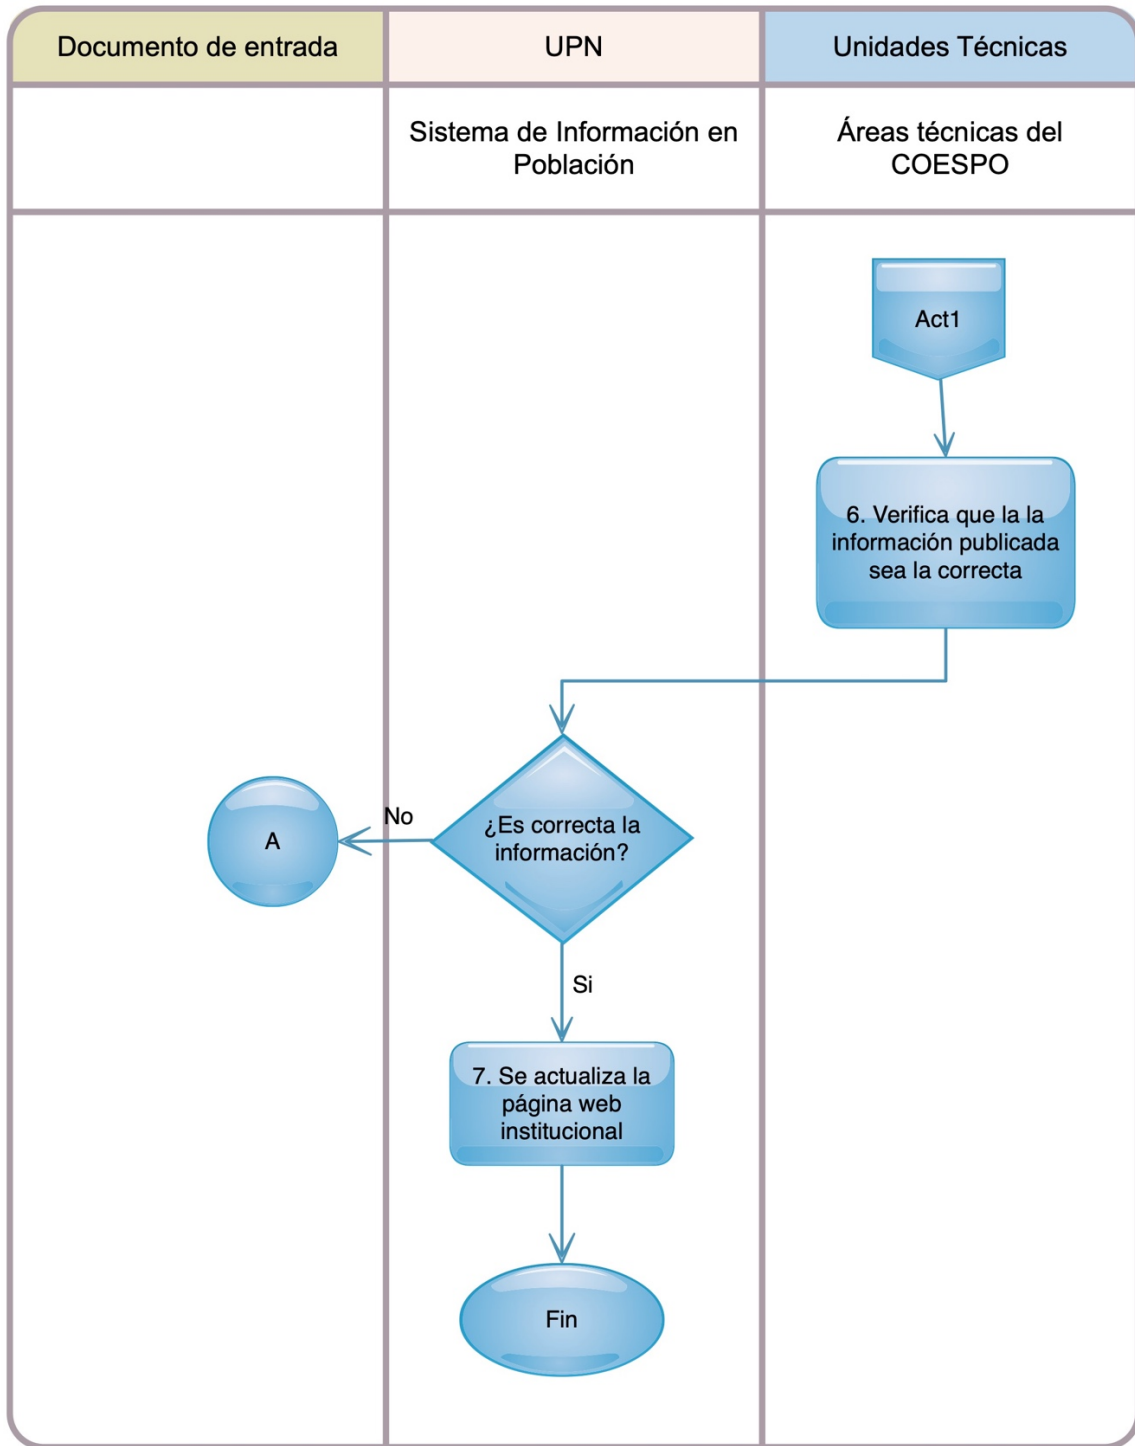 Documento de entrada
UPN
Unidades Técnicas
Sistema de Información en
Población
Áreas técnicas del
COESPO
Act1
6. Verifica que la la
información publicada
sea la correcta
¿Es correcta la
información?
No
A
Si
7. Se actualiza la
página web
institucional
Fin